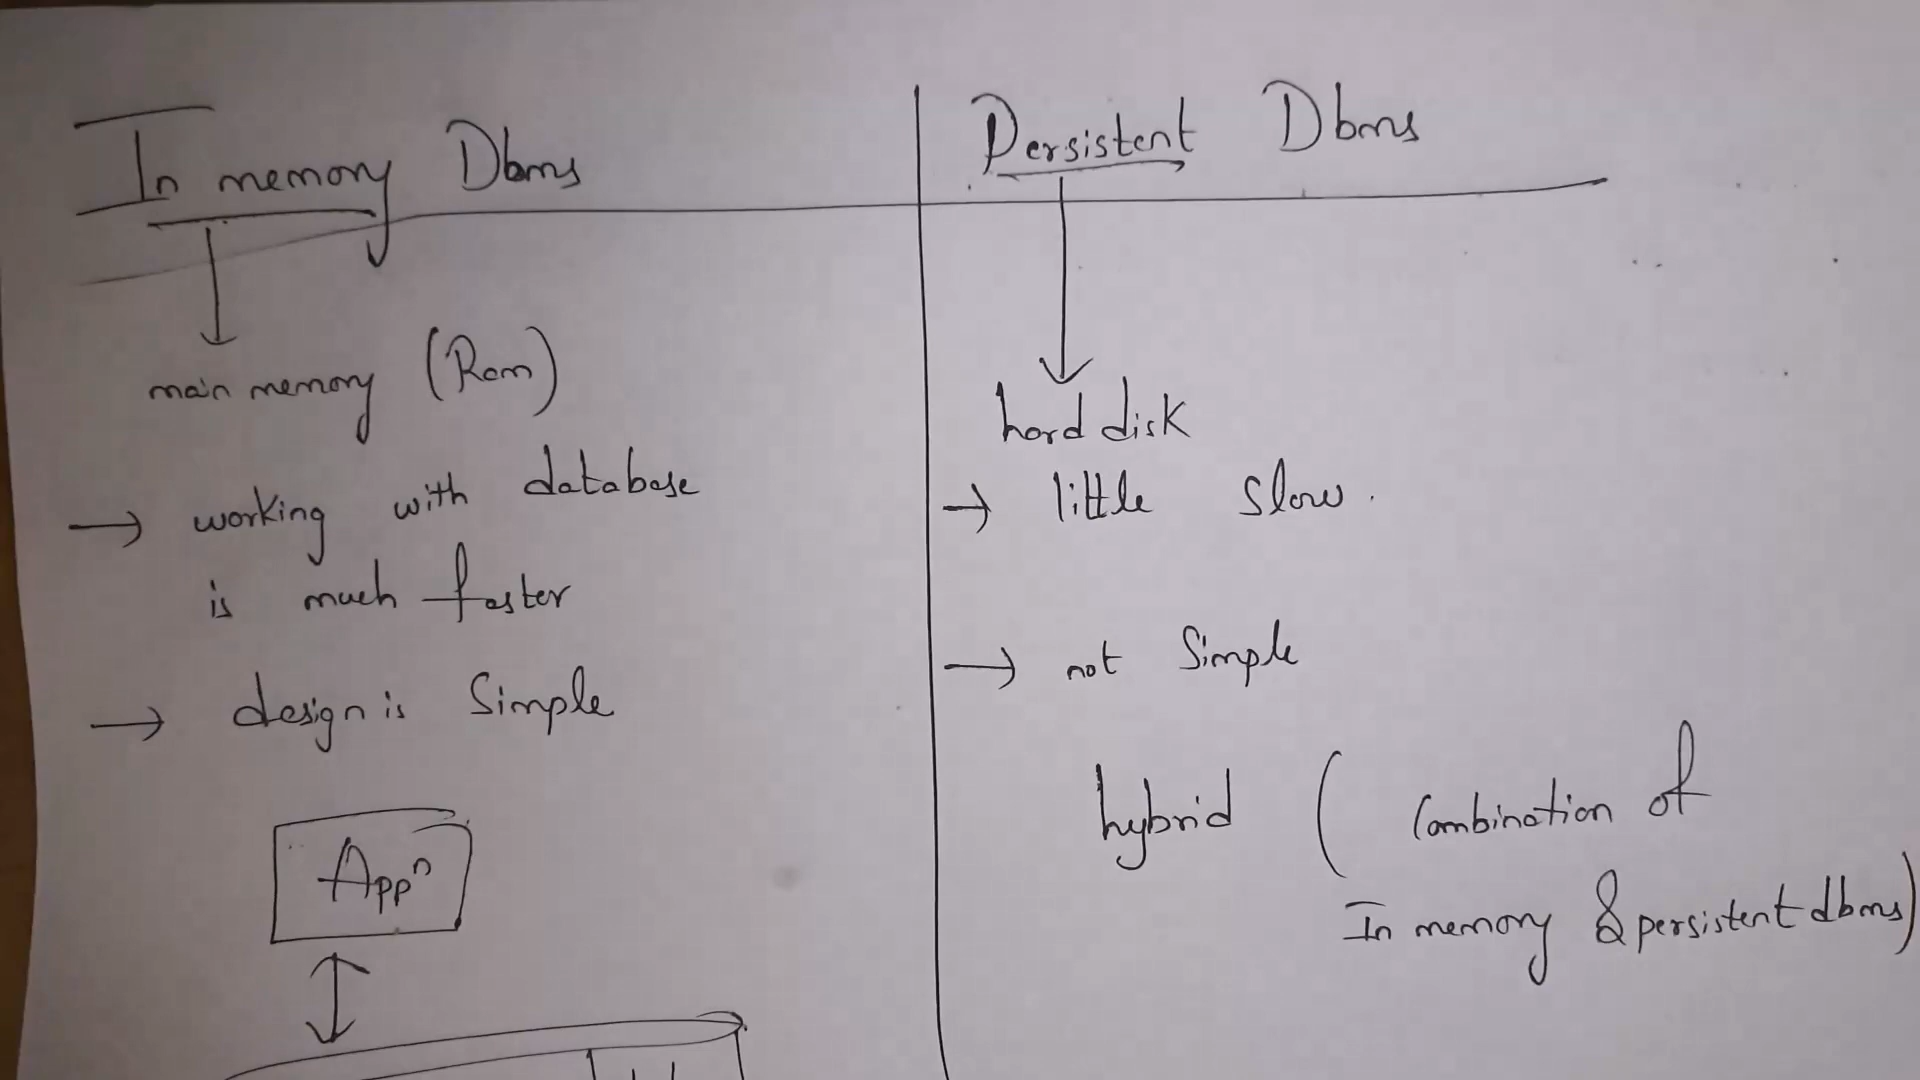 In memory Dbms
main memory (Ram)
→ working with database
is much faster
→ design is Simple
Appⁿ
Persistent Dbms
hard disk
→ little slow.
→ not Simple
hybrid ( Combination of
In memory & persistent dbms)